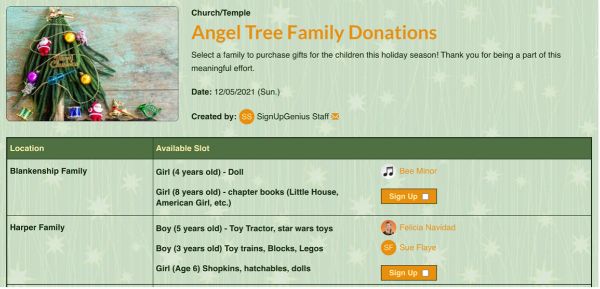 Church/Temple
Angel Tree Family Donations
Select a family to purchase gifts for the children this holiday season! Thank you for being a part of this
meaningful effort.
Date: 12/05/2021 (Sun.)
Created by: SS SignUpGenius Staff
Location Available Slot
Blankenship Family Girl (4 years old) - Doll Bee Minor
Girl (8 years old) - chapter books (Little House,
American Girl, etc.) Sign Up
Harper Family Boy (5 years old) - Toy Tractor, star wars toys Felicia Navidad
Boy (3 years old) Toy trains, Blocks, Legos SF Sue Flaye
Girl (Age 6) Shopkins, hatchables, dolls Sign Up